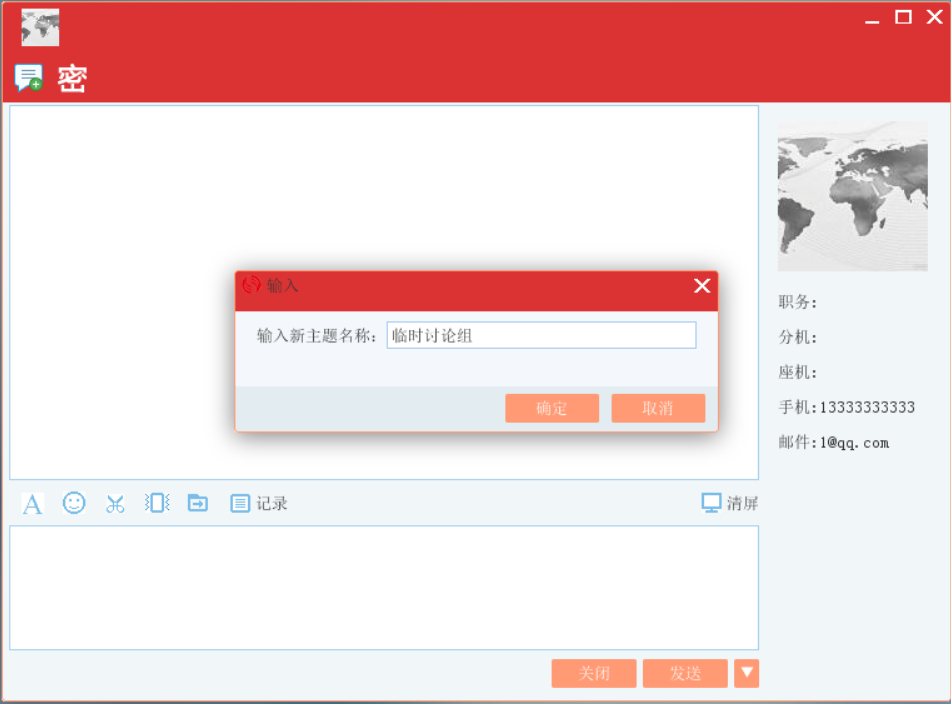 密
输入
输入新主题名称: 临时讨论组
确定 取消
职务:
分机:
座机:
手机:13333333333
邮件:1@qq.com
记录 清屏
关闭 发送